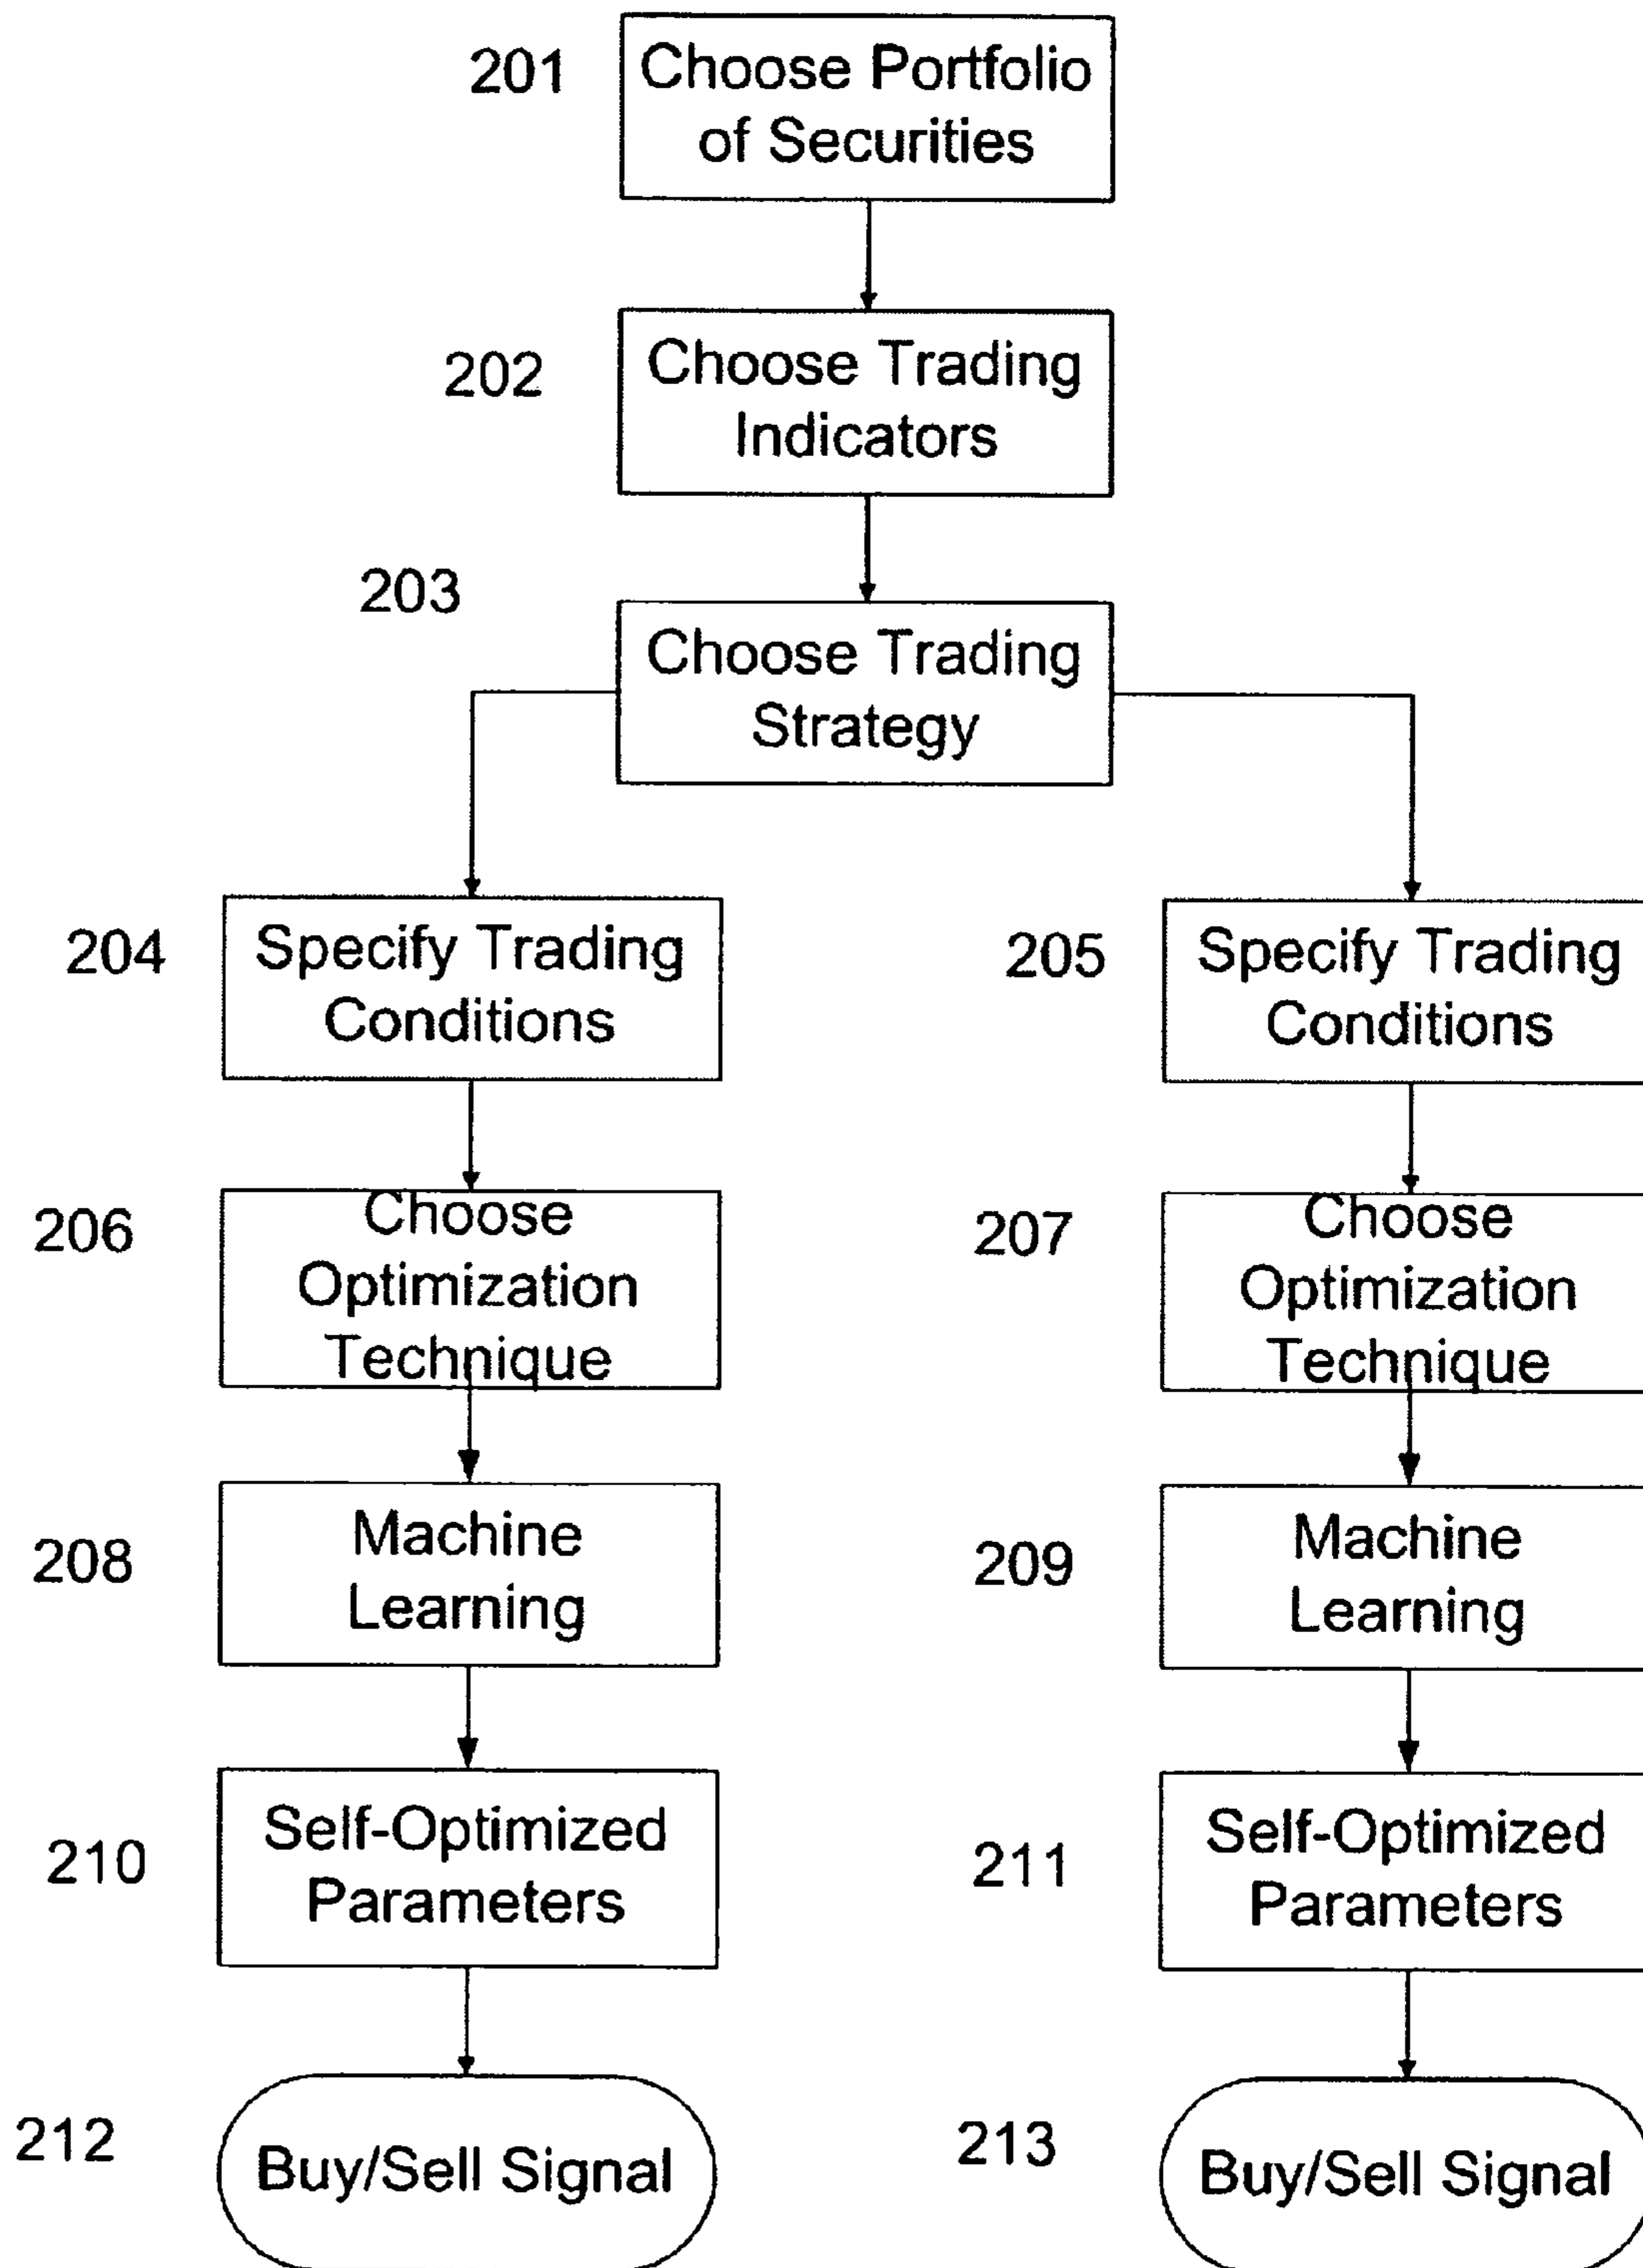 201
Choose Portfolio
of Securities
202
Choose Trading
Indicators
203
Choose Trading
Strategy
204
Specify Trading
Conditions
205
Specify Trading
Conditions
206
Choose
Optimization
Technique
207
Choose
Optimization
Technique
208
Machine
Learning
209
Machine
Learning
210
Self-Optimized
Parameters
211
Self-Optimized
Parameters
212
Buy/Sell Signal
213
Buy/Sell Signal